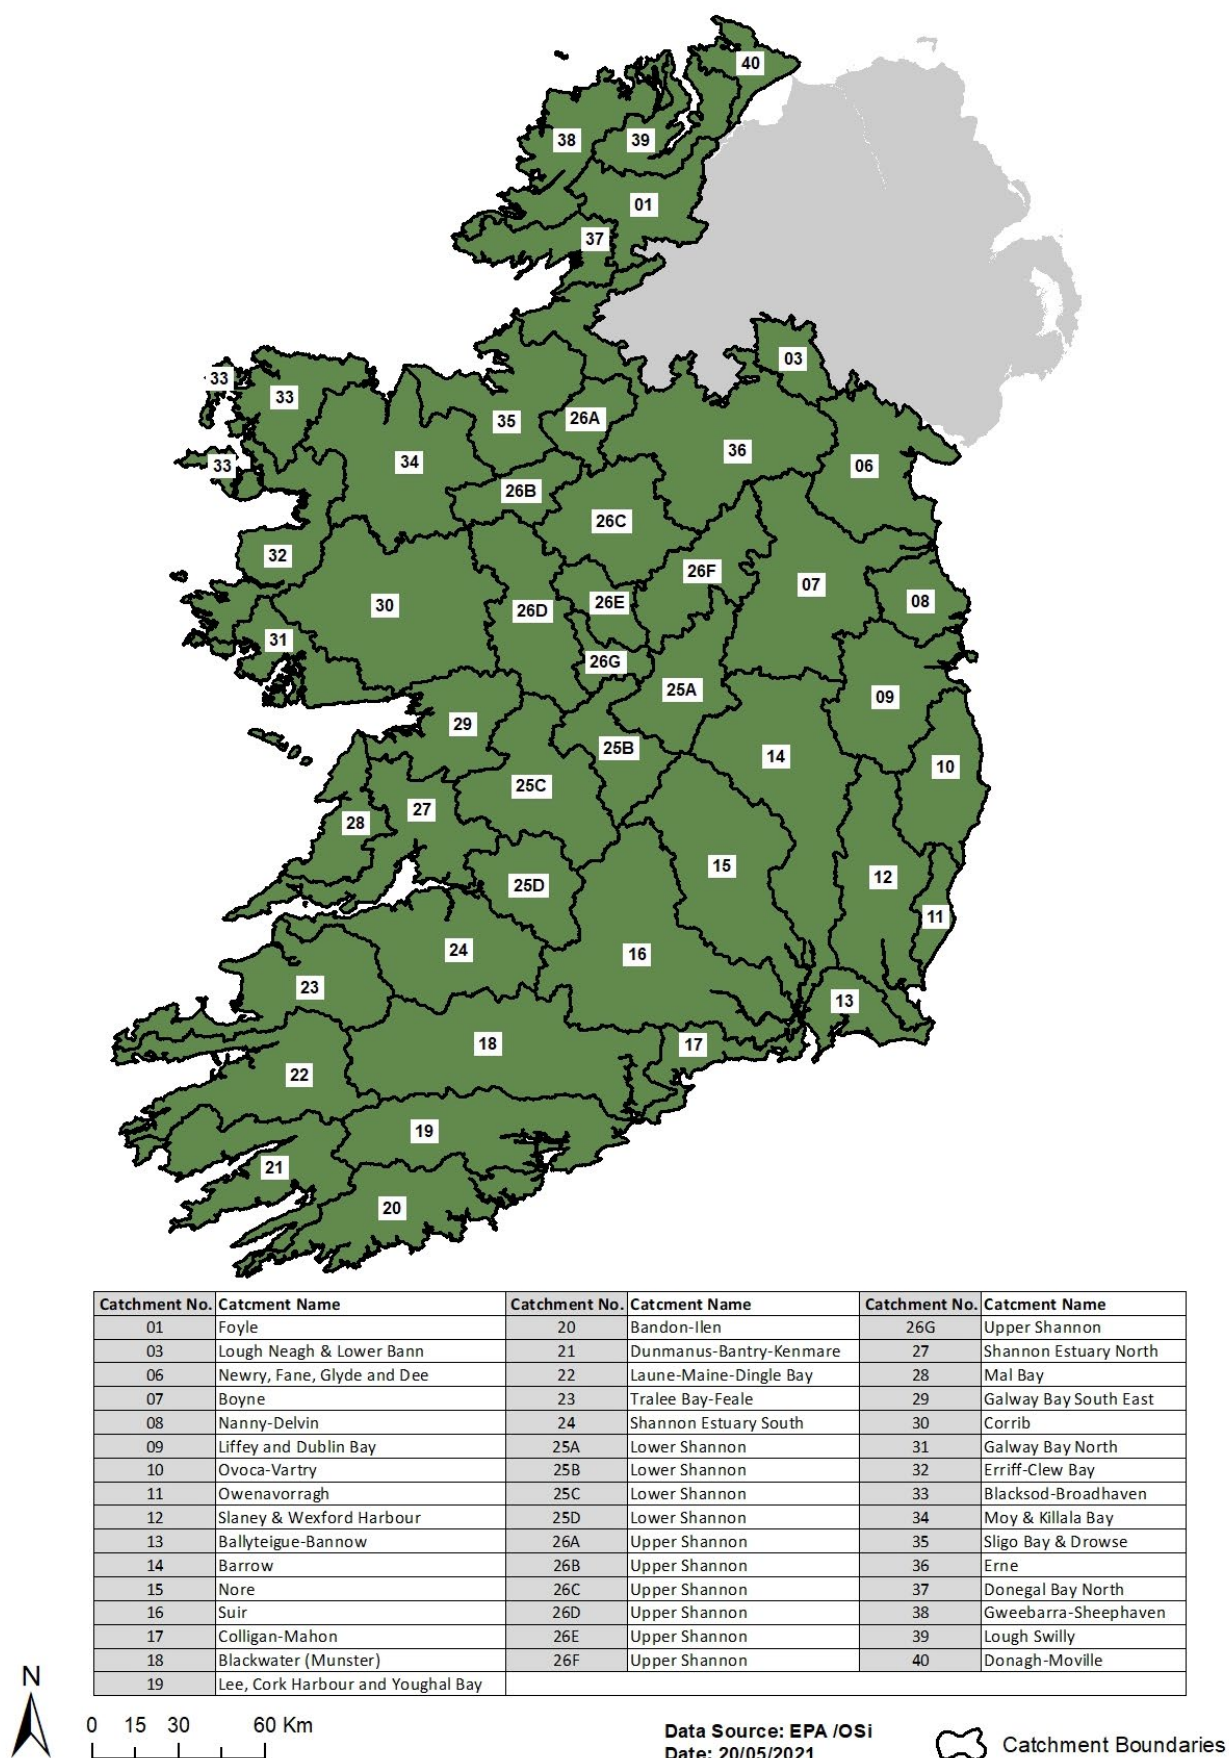 40
38
39
01
37
03
33
33
35
26A
36
34
33
06
26B
26C
32
26F
07
30
26D
26E
08
31
26G
25A
09
29
25B
14
10
25C
28
27
15
12
25D
11
24
16
23
13
18
17
22
19
21
20
Catchment No. Catcment Name Catchment No. Catcment Name Catchment No. Catcment Name
01 Foyle 20 Bandon-Ilen 26G Upper Shannon
03 Lough Neagh & Lower Bann 21 Dunmanus-Bantry-Kenmare 27 Shannon Estuary North
06 Newry, Fane, Glyde and Dee 22 Laune-Maine-Dingle Bay 28 Mal Bay
07 Boyne 23 Tralee Bay-Feale 29 Galway Bay South East
08 Nanny-Delvin 24 Shannon Estuary South 30 Corrib
09 Liffey and Dublin Bay 25A Lower Shannon 31 Galway Bay North
10 Ovoca-Vartry 25B Lower Shannon 32 Erriff-Clew Bay
11 Owenavorragh 25C Lower Shannon 33 Blacksod-Broadhaven
12 Slaney & Wexford Harbour 25D Lower Shannon 34 Moy & Killala Bay
13 Ballyteigue-Bannow 26A Upper Shannon 35 Sligo Bay & Drowse
14 Barrow 26B Upper Shannon 36 Erne
15 Nore 26C Upper Shannon 37 Donegal Bay North
16 Suir 26D Upper Shannon 38 Gweebarra-Sheephaven
17 Colligan-Mahon 26E Upper Shannon 39 Lough Swilly
18 Blackwater (Munster) 26F Upper Shannon 40 Donagh-Moville
19 Lee, Cork Harbour and Youghal Bay
N
0 15 30 60 Km
Data Source: EPA /OSi
Date: 20/05/2021
Catchment Boundaries